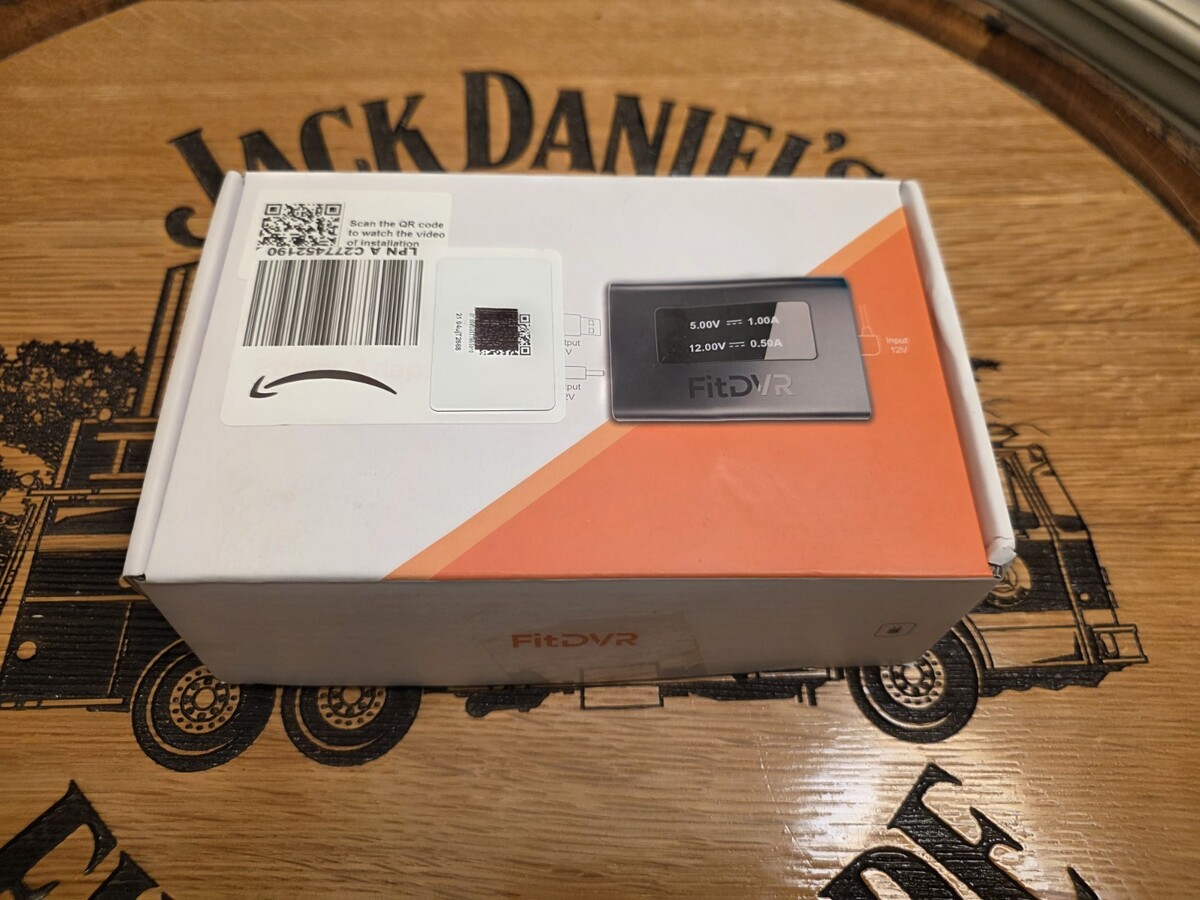 JACK DANIEL'S
Scan the QR code
to watch the video
of installation
LPN A C277452190
5.00V 1.00A
12.00V 0.50A
FitDVR
Input
12V
FitDVR